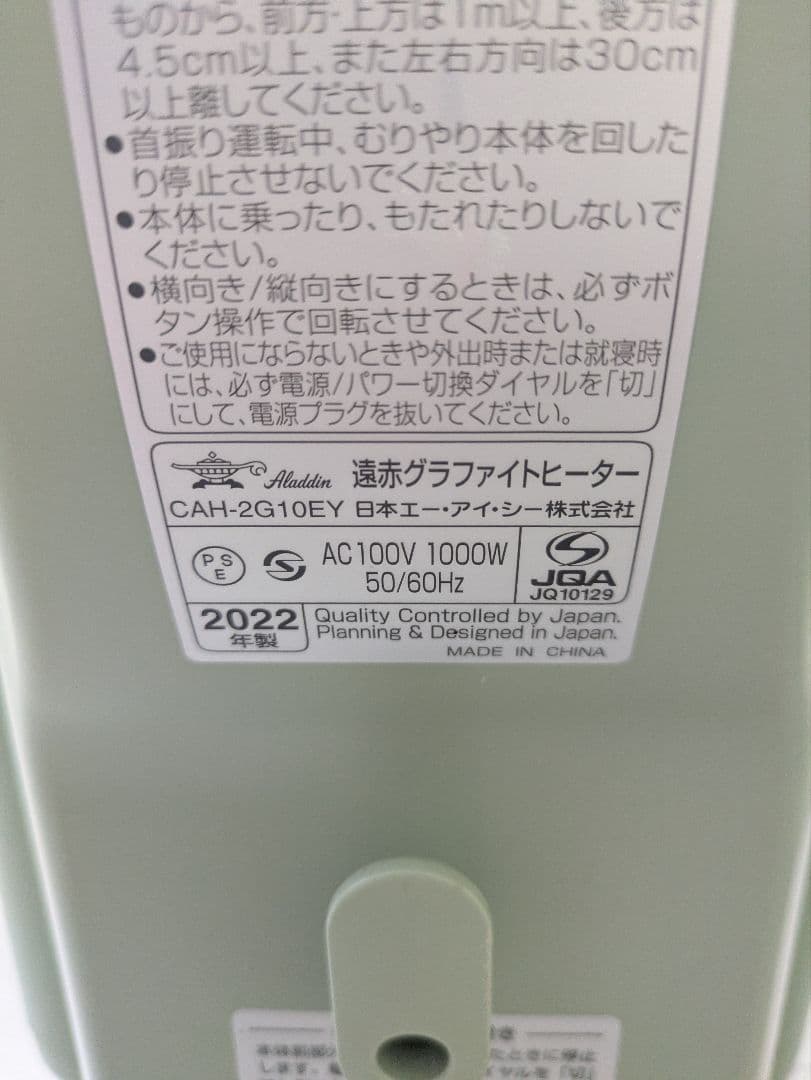 ものから、前方・上方は1m以上、後方は
4.5cm以上、また左右方向は30cm
以上離してください。
●首振り運転中、むりやり本体を回した
り停止させないでください。
●本体に乗ったり、もたれたりしないで
ください。
●横向き/縦向きにするときは、必ずボ
タン操作で回転させてください。
●ご使用にならないときや外出時または就寝時
には、必ず電源/パワー切換ダイヤルを「切」
にして、電源プラグを抜いてください。
Aladdin 遠赤グラファイトヒーター
CAH-2G10EY 日本エー・アイ・シー株式会社
PSE
AC100V 1000W
50/60Hz
JQA
JQ10129
2022
年製
Quality Controlled by Japan.
Planning & Designed in Japan.
MADE IN CHINA